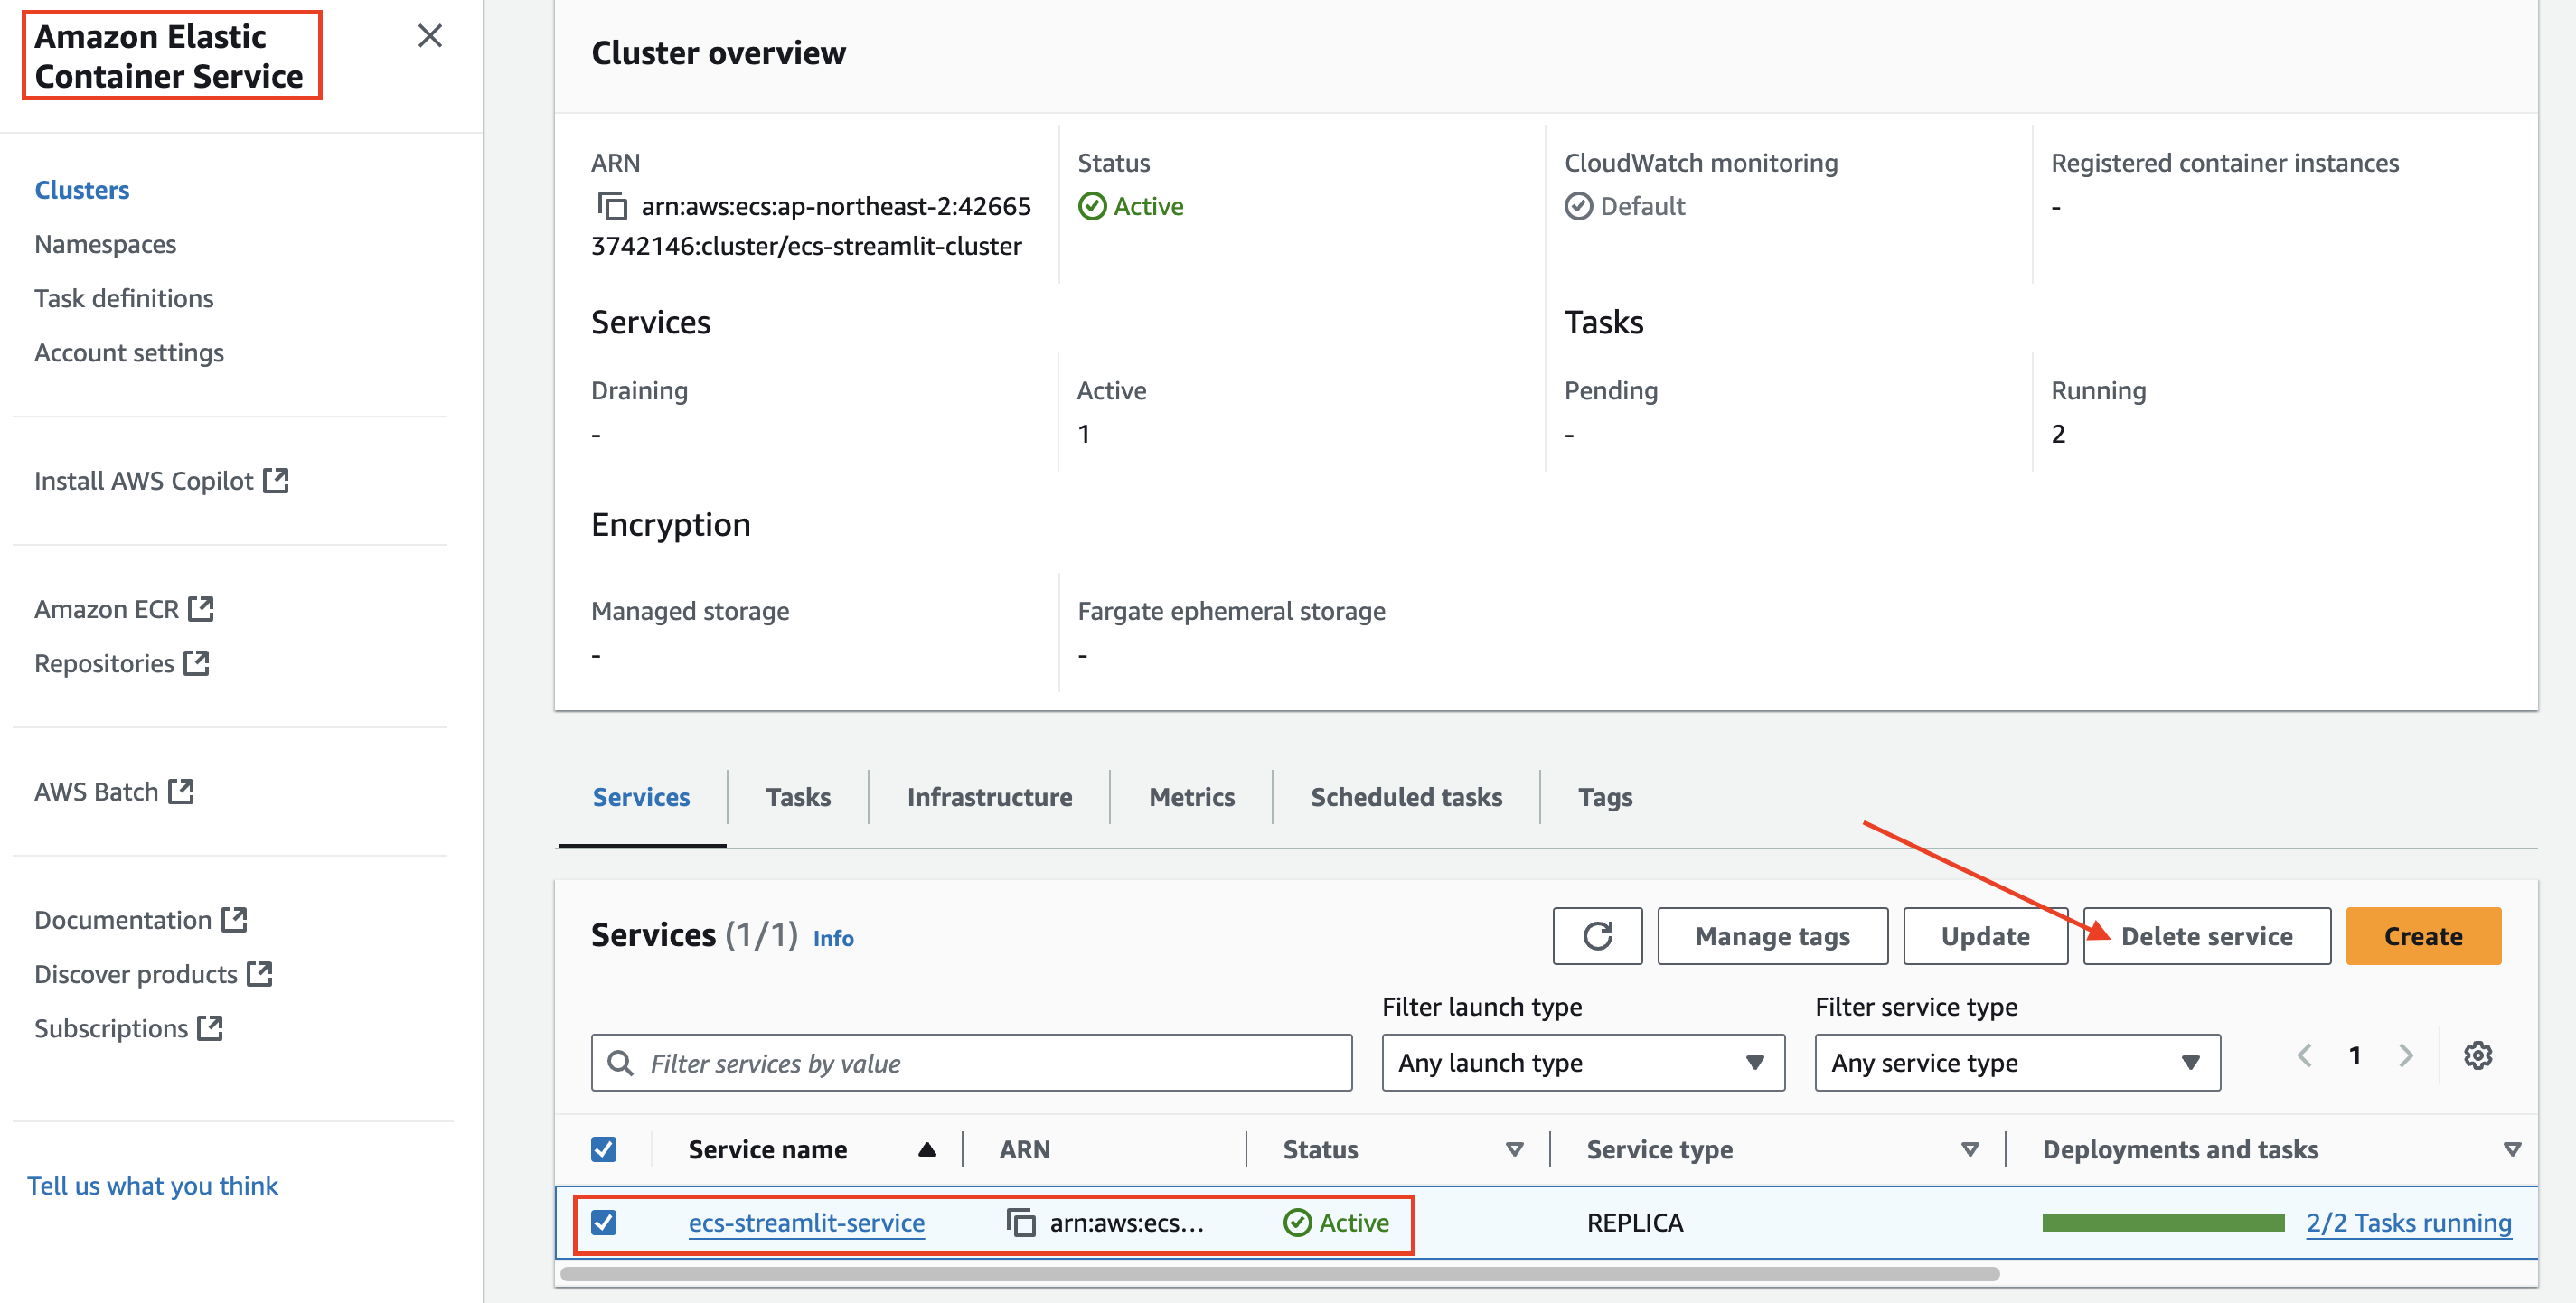 Amazon Elastic
Container Service
Clusters
Namespaces
Task definitions
Account settings
Install AWS Copilot
Amazon ECR
Repositories
AWS Batch
Documentation
Discover products
Subscriptions
Tell us what you think
Cluster overview
ARN
arn:aws:ecs:ap-northeast-2:42665
3742146:cluster/ecs-streamlit-cluster
Status
Active
CloudWatch monitoring
Default
Registered container instances
-
Services
Tasks
Draining
-
Active
1
Pending
-
Running
2
Encryption
Managed storage
-
Fargate ephemeral storage
-
Services Tasks Infrastructure Metrics Scheduled tasks Tags
Services (1/1) Info
Manage tags Update Delete service Create
Filter launch type Filter service type
Filter services by value Any launch type Any service type 1
Service name ARN Status Service type Deployments and tasks
ecs-streamlit-service arn:aws:ecs... Active REPLICA 2/2 Tasks running